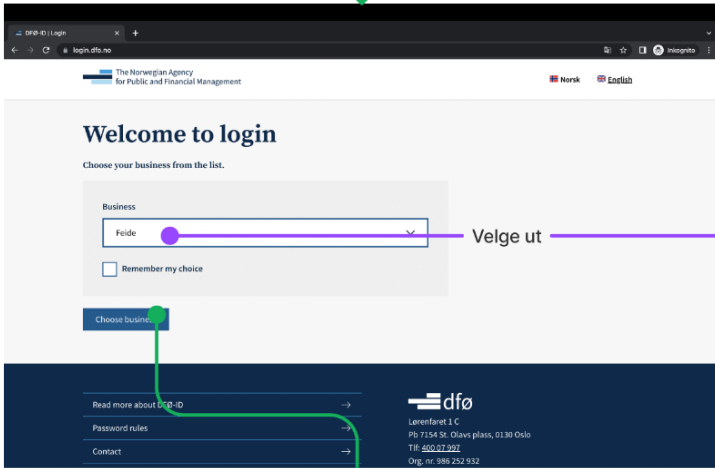 DFØ-ID | Login
login.dfo.no
Inkognito
The Norwegian Agency
for Public and Financial Management
Norsk English
Welcome to login
Choose your business from the list.
Business
Feide
Velge ut
Remember my choice
Choose business
Read more about DFØ-ID
Password rules
Contact
dfø
Lørenfaret 1 C
Pb 7154 St. Olavs plass, 0130 Oslo
Tlf: 400 07 997
Org. nr. 986 252 932